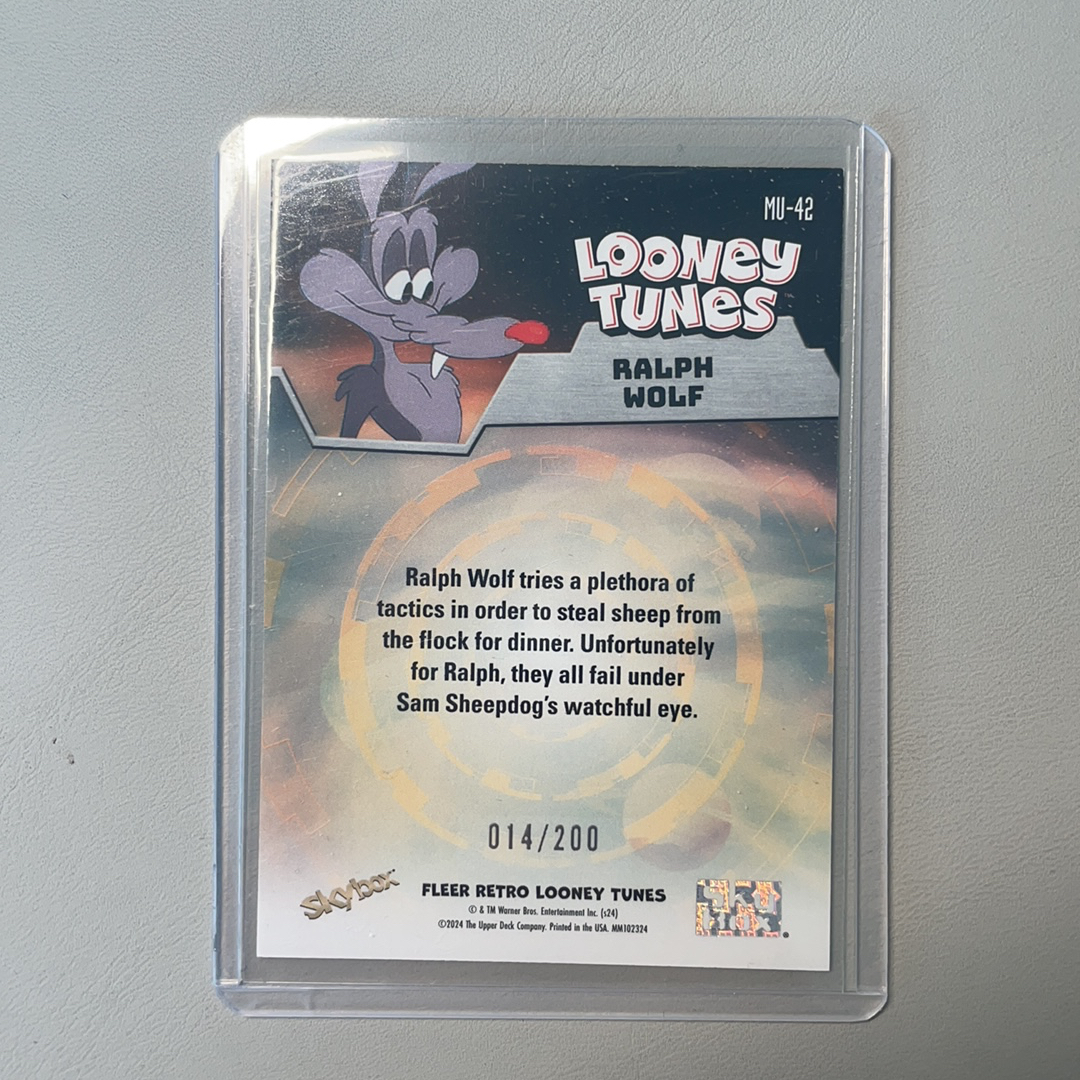 MU-42
LOONEY
TUNES
RALPH
WOLF
Ralph Wolf tries a plethora of
tactics in order to steal sheep from
the flock for dinner. Unfortunately
for Ralph, they all fail under
Sam Sheepdog's watchful eye.
014/200
skybox
FLEER RETRO LOONEY TUNES
© & TM Warner Bros. Entertainment Inc. (s24)
©2024 The Upper Deck Company. Printed in the USA. MM102324
sky
box